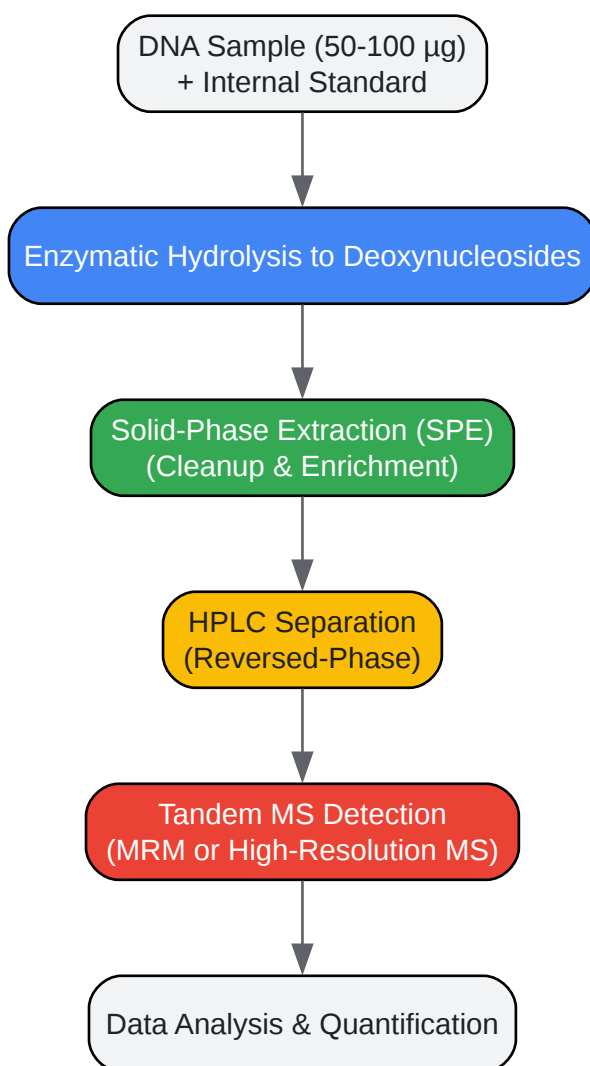 DNA Sample (50-100 µg)
+ Internal Standard
Enzymatic Hydrolysis to Deoxynucleosides
Solid-Phase Extraction (SPE)
(Cleanup & Enrichment)
HPLC Separation
(Reversed-Phase)
Tandem MS Detection
(MRM or High-Resolution MS)
Data Analysis & Quantification